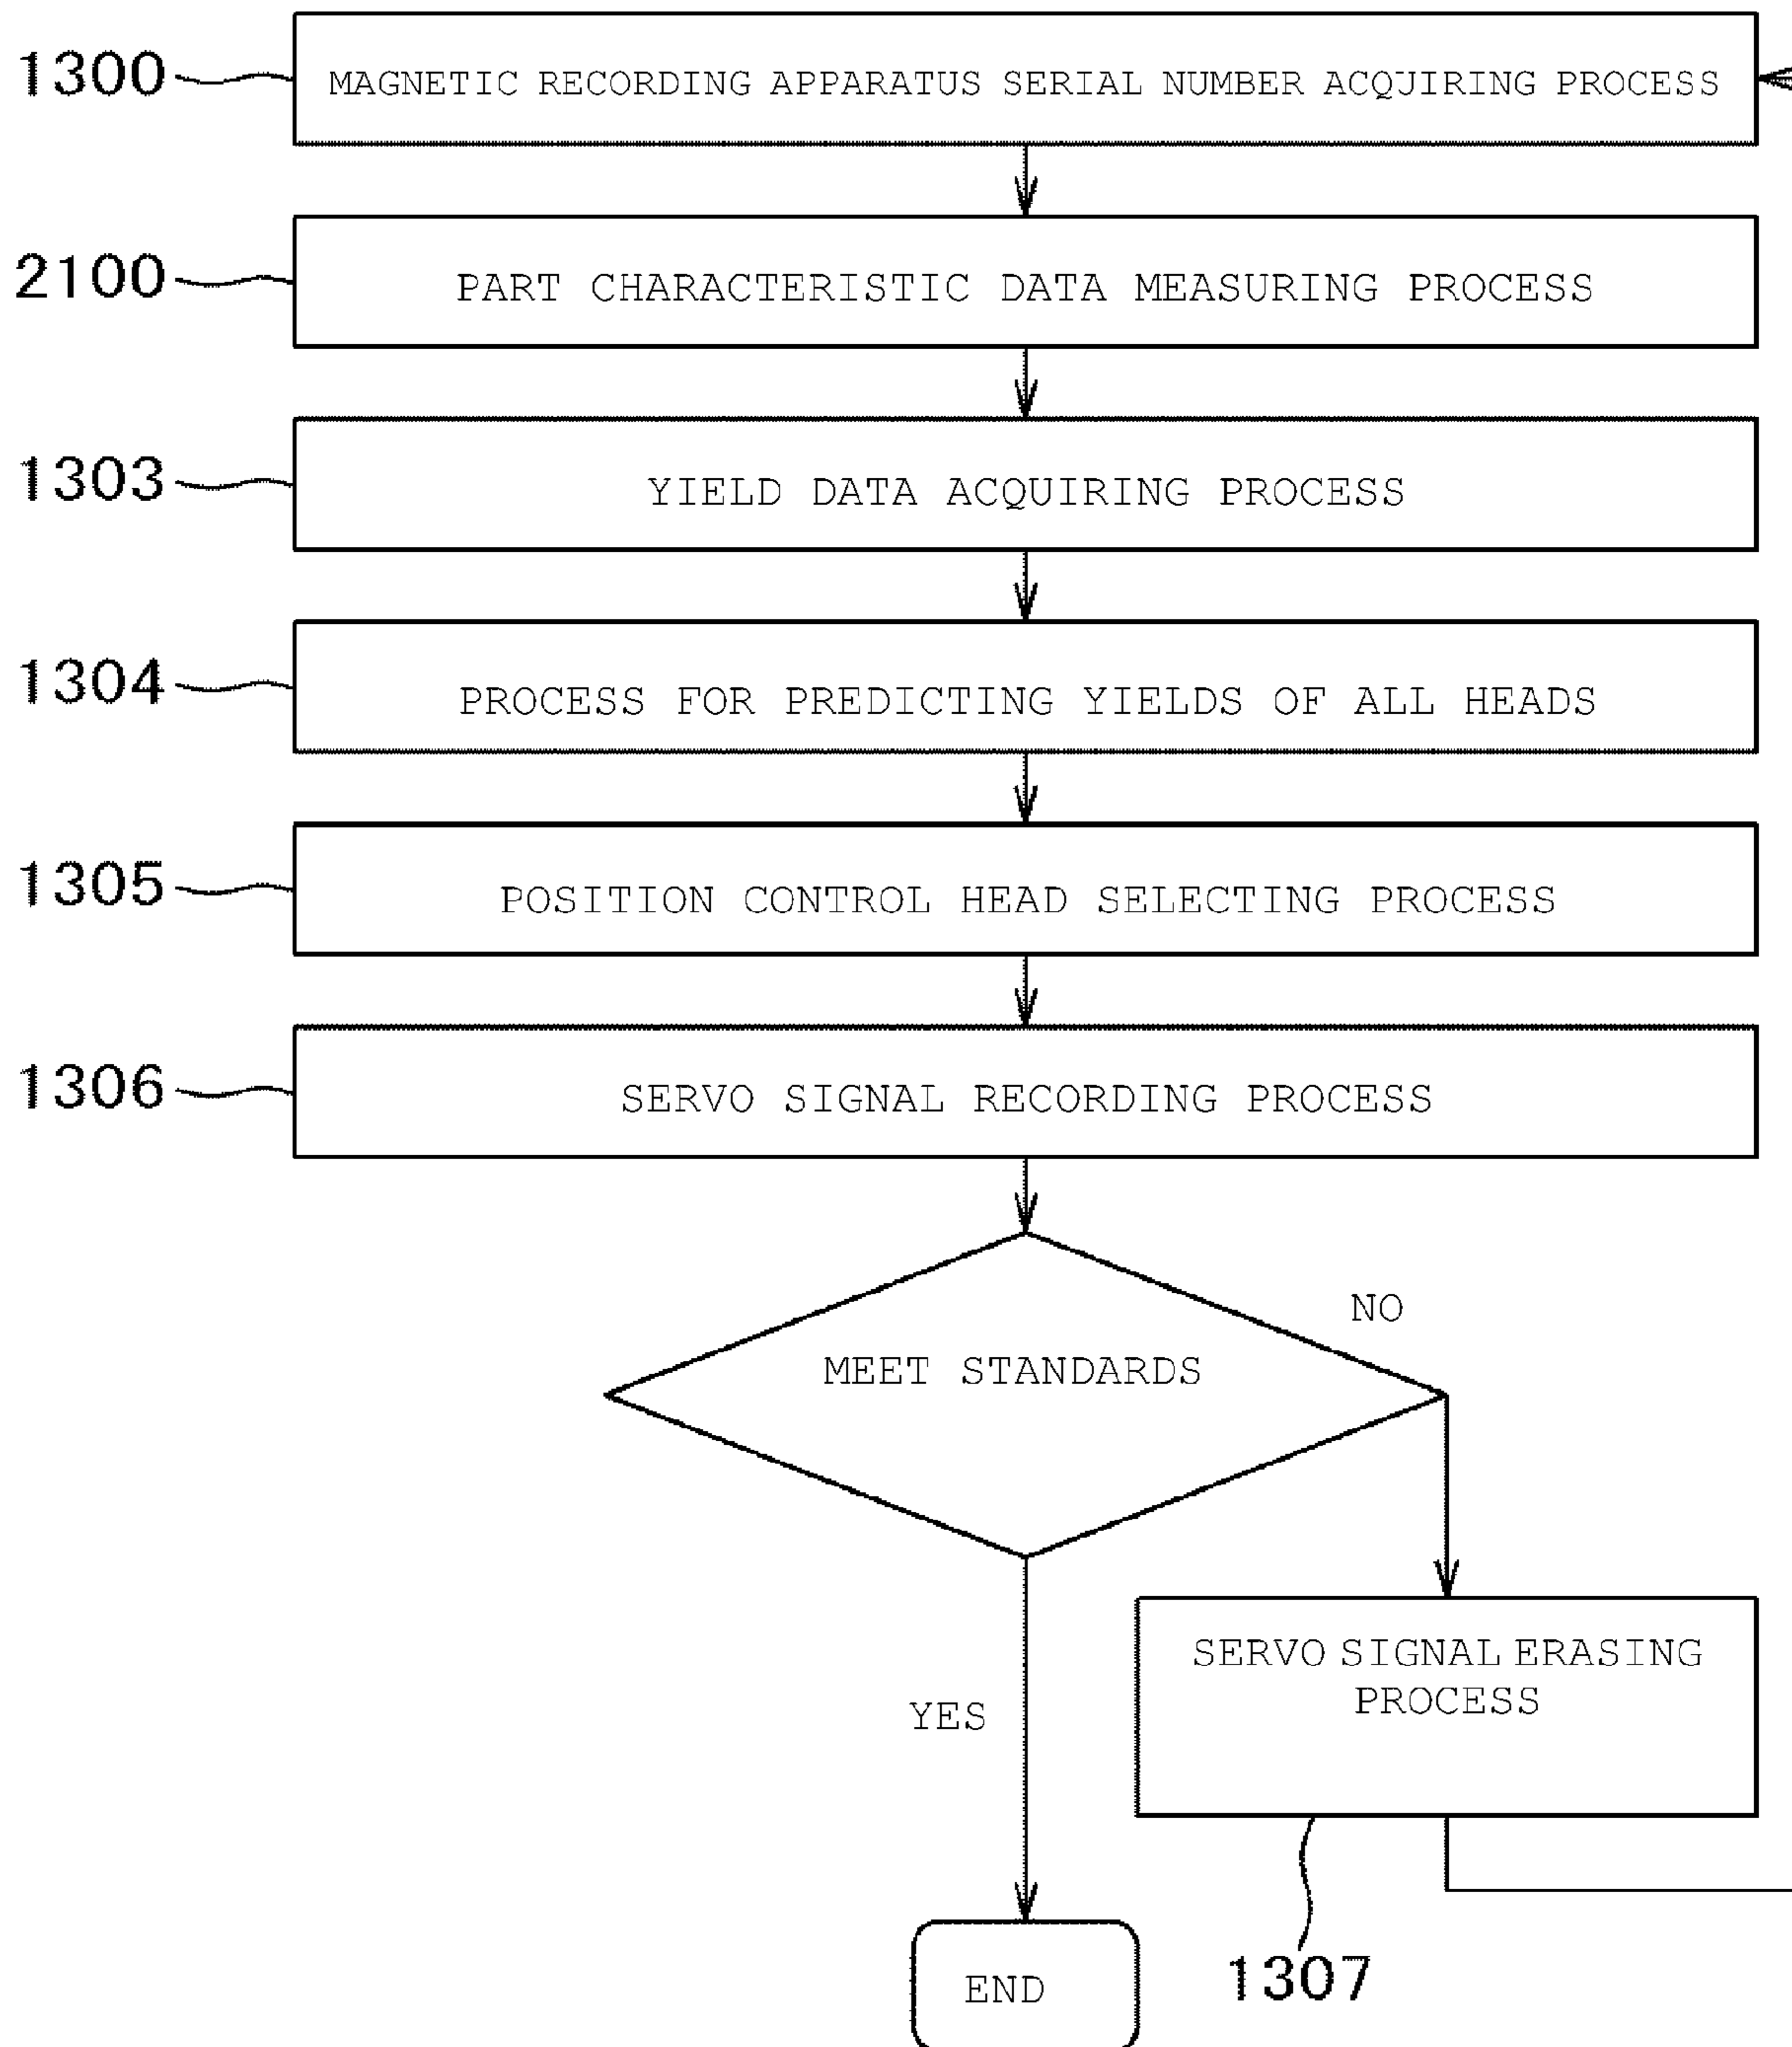 1300
MAGNETIC RECORDING APPARATUS SERIAL NUMBER ACQUIRING PROCESS
2100
PART CHARACTERISTIC DATA MEASURING PROCESS
1303
YIELD DATA ACQUIRING PROCESS
1304
PROCESS FOR PREDICTING YIELDS OF ALL HEADS
1305
POSITION CONTROL HEAD SELECTING PROCESS
1306
SERVO SIGNAL RECORDING PROCESS
NO
MEET STANDARDS
SERVO SIGNAL ERASING
PROCESS
YES
1307
END